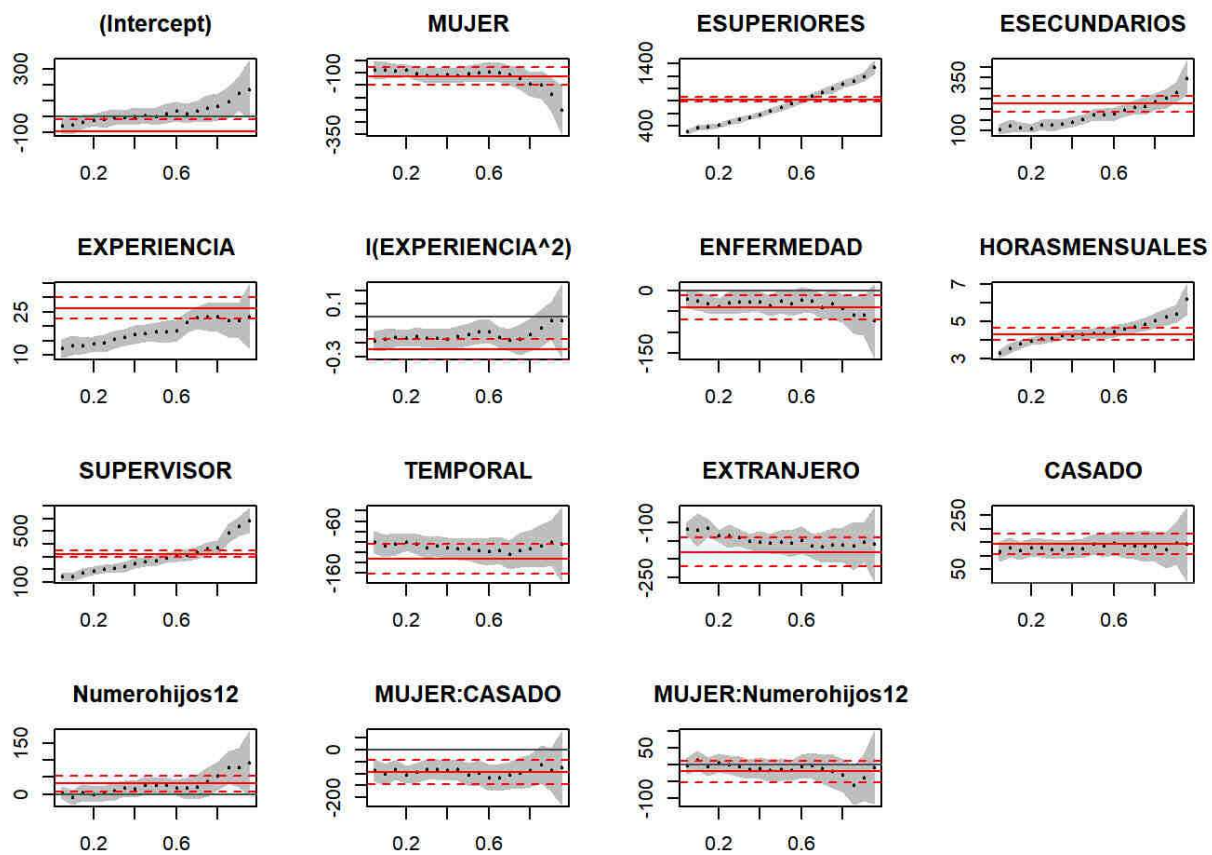 (Intercept) MUJER ESUPERIORES ESECUNDARIOS
300 -100 1400 350
-100 -350 400 100
0.2 0.6 0.2 0.6 0.2 0.6 0.2 0.6
EXPERIENCIA I(EXPERIENCIA^2) ENFERMEDAD HORASMENSUALES
25 0.1 0 7
10 -0.3 -150 5
3
0.2 0.6 0.2 0.6 0.2 0.6 0.2 0.6
SUPERVISOR TEMPORAL EXTRANJERO CASADO
500 -60 -100 250
100 -160 -250 50
0.2 0.6 0.2 0.6 0.2 0.6 0.2 0.6
Numerohijos12 MUJER:CASADO MUJER:Numerohijos12
150 0 50
0 -200 -100
0.2 0.6 0.2 0.6 0.2 0.6